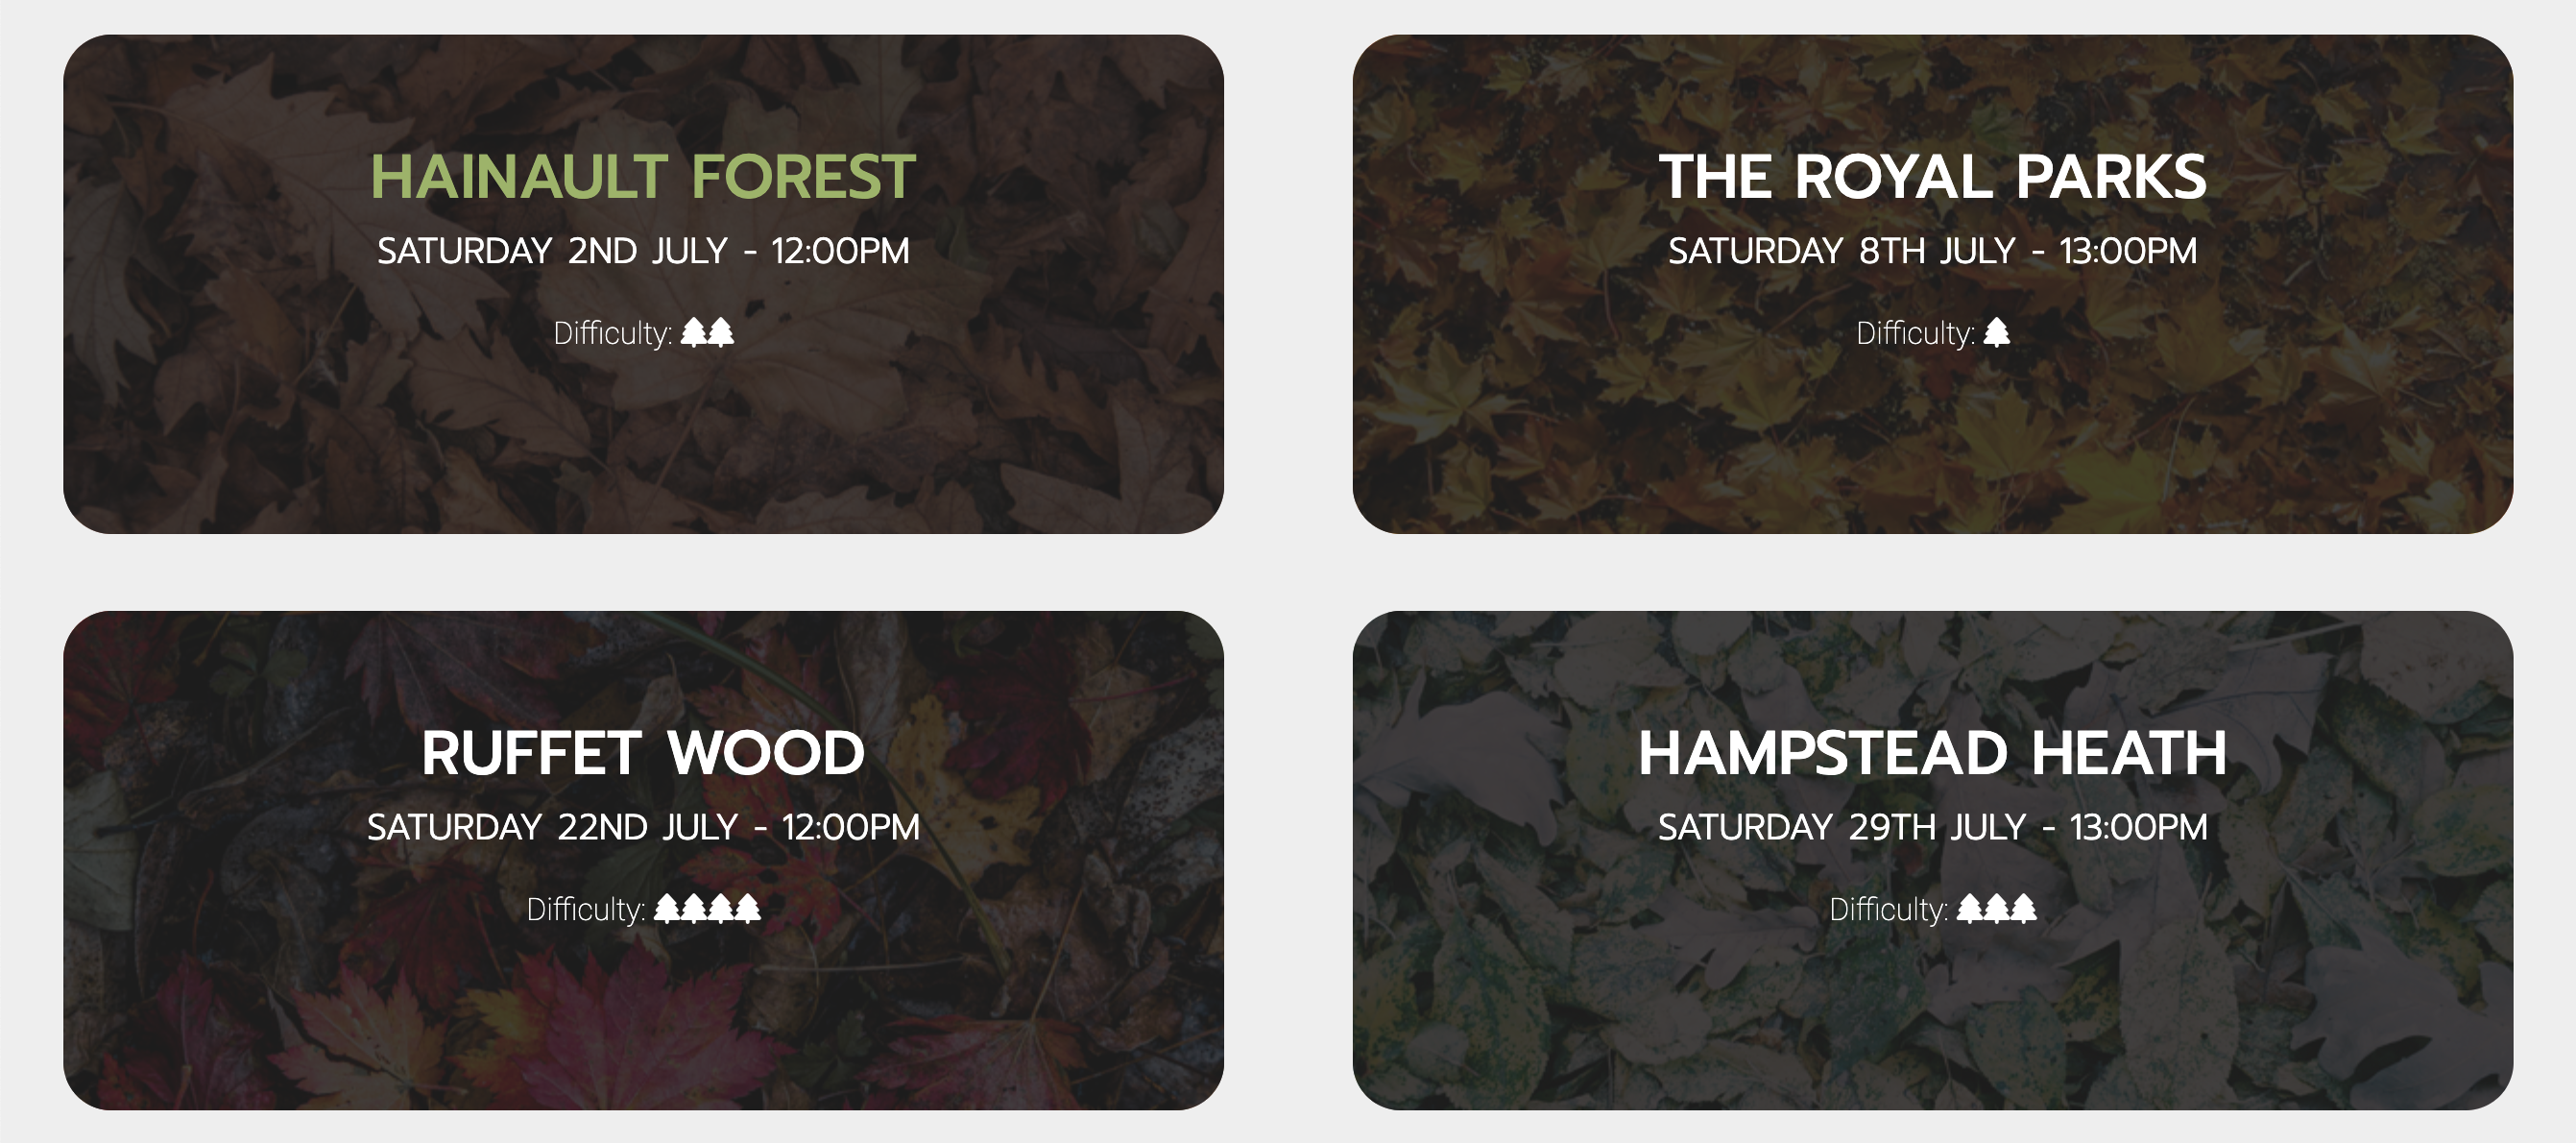 HAINAULT FOREST
SATURDAY 2ND JULY - 12:00PM
Difficulty:
THE ROYAL PARKS
SATURDAY 8TH JULY - 13:00PM
Difficulty:
RUFFET WOOD
SATURDAY 22ND JULY - 12:00PM
Difficulty:
HAMPSTEAD HEATH
SATURDAY 29TH JULY - 13:00PM
Difficulty: